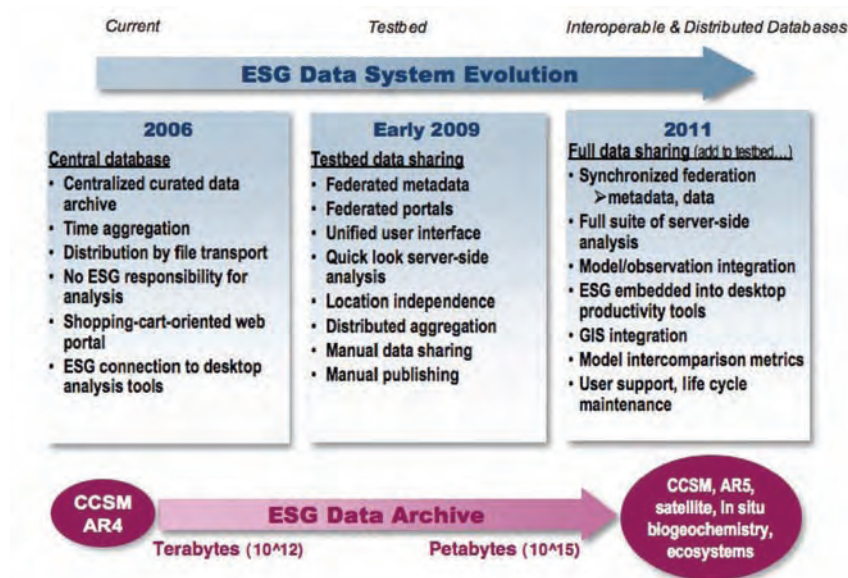 Current
Testbed
Interoperable & Distributed Databases
ESG Data System Evolution
2006
Central database
• Centralized curated data
archive
• Time aggregation
• Distribution by file transport
• No ESG responsibility for
analysis
• Shopping-cart-oriented web
portal
• ESG connection to desktop
analysis tools
Early 2009
Testbed data sharing
• Federated metadata
• Federated portals
• Unified user interface
• Quick look server-side
analysis
• Location independence
• Distributed aggregation
• Manual data sharing
• Manual publishing
2011
Full data sharing (add to testbed…)
• Synchronized federation
➢metadata, data
• Full suite of server-side
analysis
• Model/observation integration
• ESG embedded into desktop
productivity tools
• GIS integration
• Model intercomparison metrics
• User support, life cycle
maintenance
CCSM
AR4
ESG Data Archive
Terabytes (10^12)
Petabytes (10^15)
CCSM, AR5,
satellite, In situ
biogeochemistry,
ecosystems